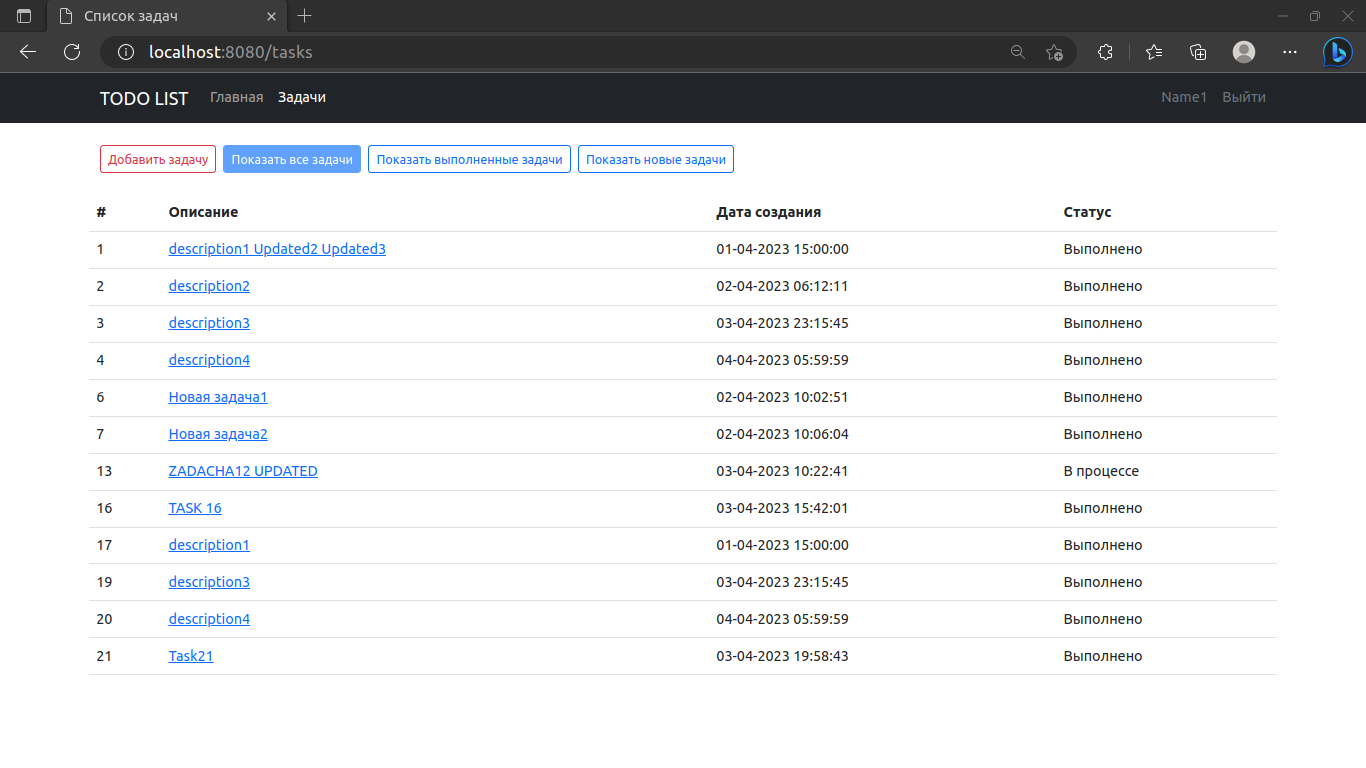 Список задач
localhost:8080/tasks
TODO LIST Главная Задачи Name1 Выйти
Добавить задачу Показать все задачи Показать выполненные задачи Показать новые задачи
# Описание Дата создания Статус
1 description1 Updated2 Updated3 01-04-2023 15:00:00 Выполнено
2 description2 02-04-2023 06:12:11 Выполнено
3 description3 03-04-2023 23:15:45 Выполнено
4 description4 04-04-2023 05:59:59 Выполнено
6 Новая задача1 02-04-2023 10:02:51 Выполнено
7 Новая задача2 02-04-2023 10:06:04 Выполнено
13 ZADACHA12 UPDATED 03-04-2023 10:22:41 В процессе
16 TASK 16 03-04-2023 15:42:01 Выполнено
17 description1 01-04-2023 15:00:00 Выполнено
19 description3 03-04-2023 23:15:45 Выполнено
20 description4 04-04-2023 05:59:59 Выполнено
21 Task21 03-04-2023 19:58:43 Выполнено